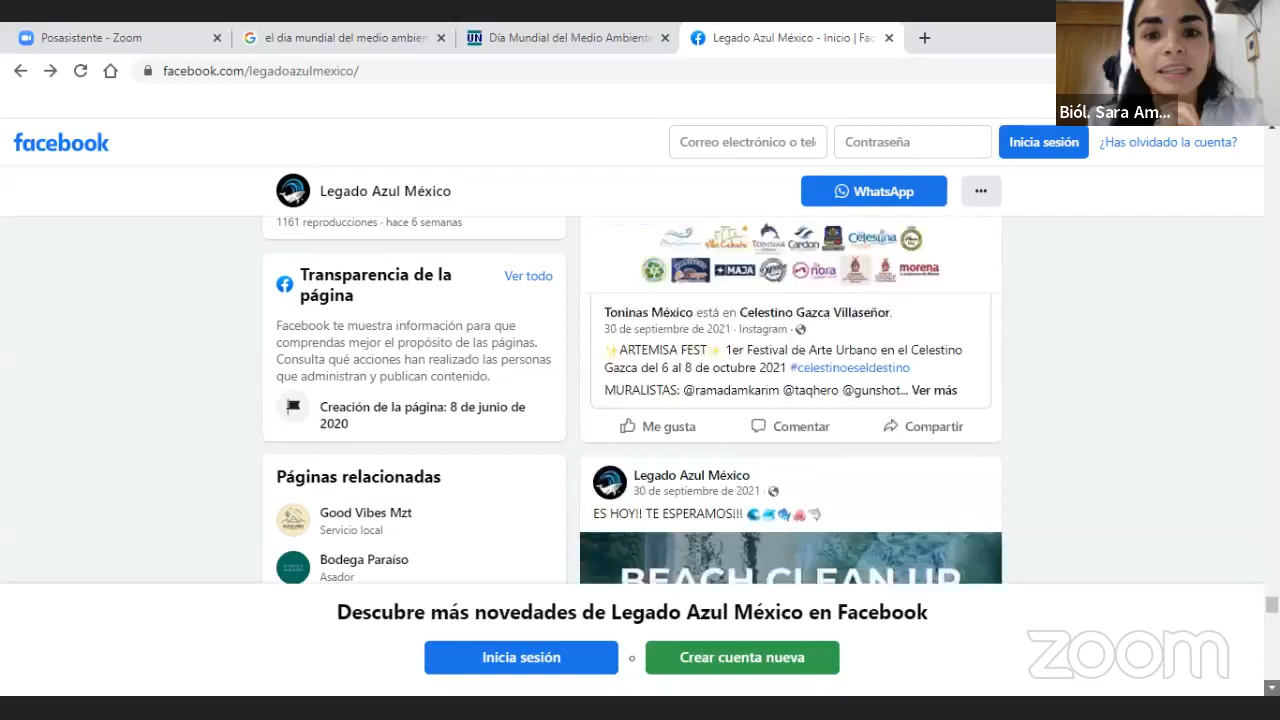 Posasistente - Zoom
el dia mundial del medio ambien
Día Mundial del Medio Ambiente
Legado Azul México - Inicio | Fac
facebook.com/legadoazulmexico/
Biól. Sara Am...
facebook
Correo electrónico o telé
Contraseña
Inicia sesión
¿Has olvidado la cuenta?
Legado Azul México
WhatsApp
1161 reproducciones · hace 6 semanas
Transparencia de la
página
Ver todo
Facebook te muestra información para que
comprendas mejor el propósito de las páginas.
Consulta qué acciones han realizado las personas
que administran y publican contenido.
Creación de la página: 8 de junio de
2020
Páginas relacionadas
Good Vibes Mzt
Servicio local
Bodega Paraíso
Asador
Celestina
MAJA
nora
morena
Toninas México está en Celestino Gazca Villaseñor.
30 de septiembre de 2021 · Instagram ·
✨ARTEMISA FEST✨ 1er Festival de Arte Urbano en el Celestino
Gazca del 6 al 8 de octubre 2021 #celestinoeseldestino
MURALISTAS: @ramadamkarim @taqhero @gunshot... Ver más
Me gusta
Comentar
Compartir
Legado Azul México
30 de septiembre de 2021 ·
ES HOY!! TE ESPERAMOS!!!
BEACH CLEAN UP
Descubre más novedades de Legado Azul México en Facebook
Inicia sesión
o
Crear cuenta nueva
zoom